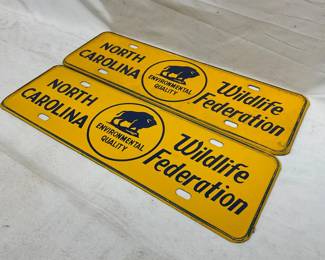 NORTH
CAROLINA
ENVIRONMENTAL
QUALITY
Wildlife
Federation
NORTH
CAROLINA
ENVIRONMENTAL
QUALITY
Wildlife
Federation